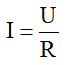 I = U/R